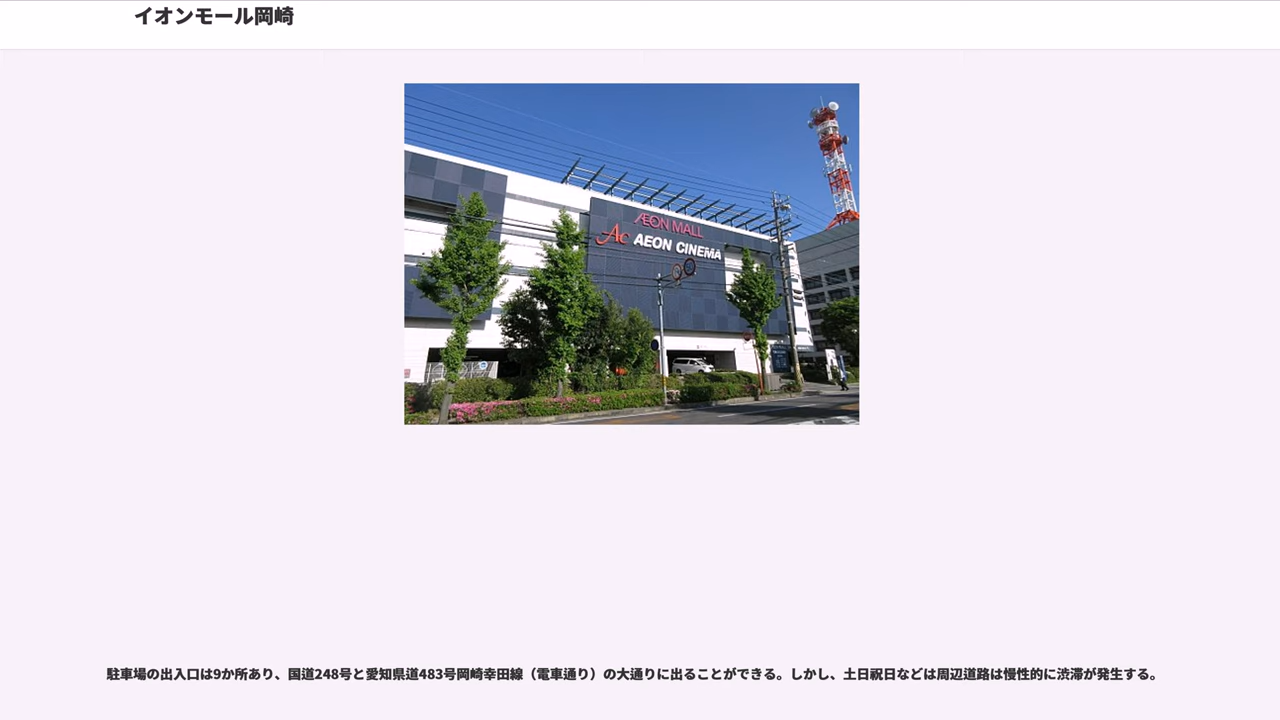 イオンモール岡崎
ÆON MALL
Ac AEON CINEMA
駐車場の出入口は9か所あり、国道248号と愛知県道483号岡崎幸田線（電車通り）の大通りに出ることができる。しかし、土日祝日などは周辺道路は慢性的に渋滞が発生する。